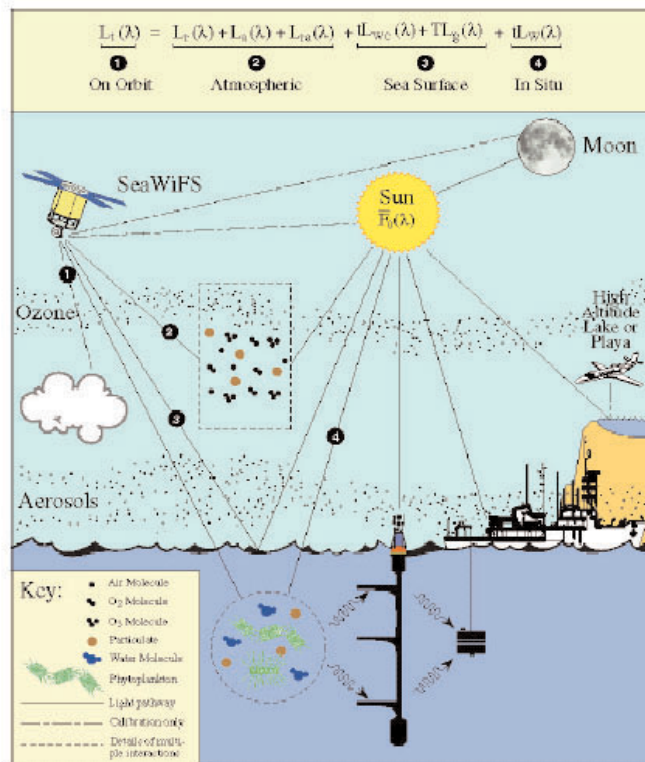 Lt(λ) = Lr(λ) + La(λ) + Lra(λ) + tLwc(λ) + TLg(λ) + tLw(λ)
1 2 3 4
On Orbit Atmospheric Sea Surface In Situ
Moon
SeaWiFS
Sun
F̅0(λ)
1
Ozone
2
High
Altitude
Lake or
Playa
3
4
Aerosols
Key:
Air Molecule
O2 Molecule
O3 Molecule
Particulate
Water Molecule
Phytoplankton
Light pathway
Calibration only
Details of multi-
ple interactions